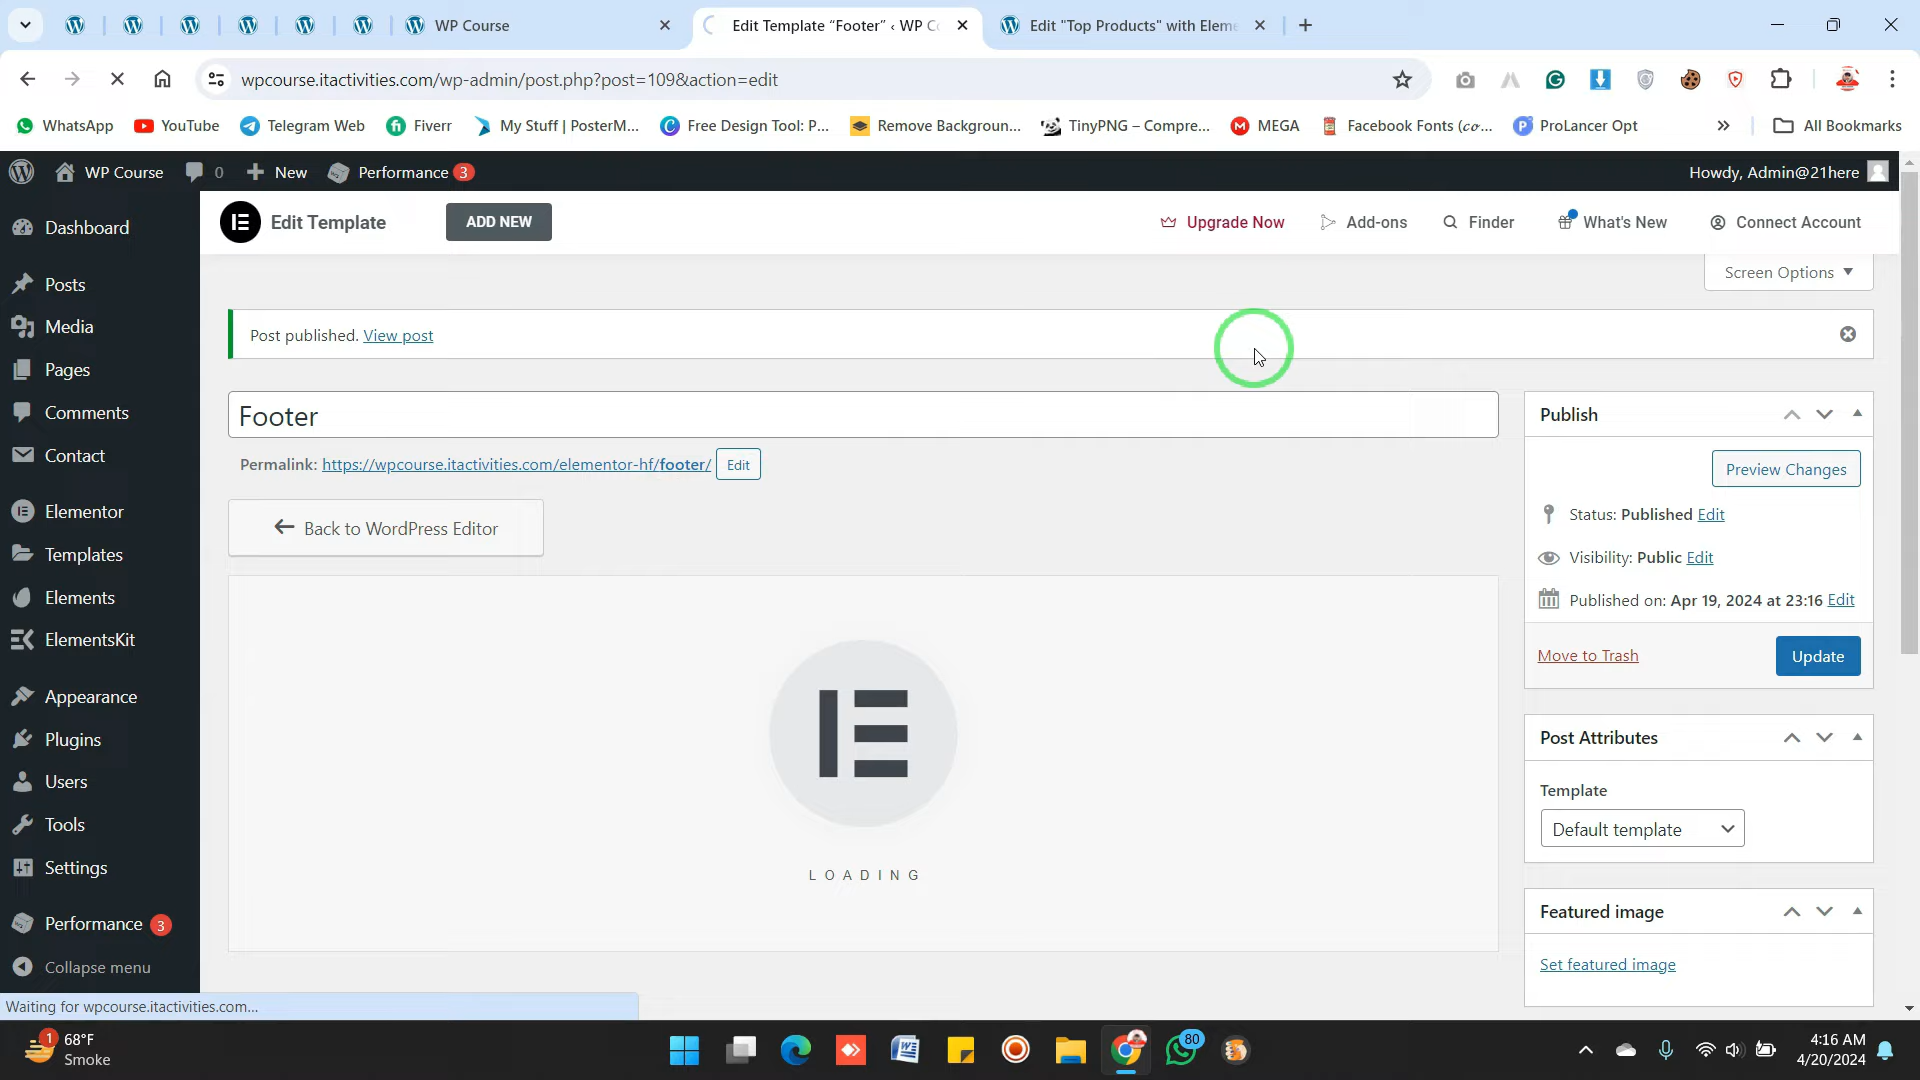 WP Course
Edit Template “Footer” ‹ WP Co
Edit "Top Products" with Eleme
wpcourse.itactivities.com/wp-admin/post.php?post=109&action=edit
WhatsApp
YouTube
Telegram Web
Fiverr
My Stuff | PosterM...
Free Design Tool: P...
Remove Backgroun...
TinyPNG – Compre...
MEGA
Facebook Fonts (𝒸𝑜...
ProLancer Opt
All Bookmarks
WP Course
0
New
Performance 3
Howdy, Admin@21here
Dashboard
Posts
Media
Pages
Comments
Contact
Elementor
Templates
Elements
ElementsKit
Appearance
Plugins
Users
Tools
Settings
Performance 3
Collapse menu
Edit Template
ADD NEW
Upgrade Now
Add-ons
Finder
What's New
Connect Account
Screen Options
Post published. View post
Footer
Permalink: https://wpcourse.itactivities.com/elementor-hf/footer/ Edit
Back to WordPress Editor
LOADING
Publish
Preview Changes
Status: Published Edit
Visibility: Public Edit
Published on: Apr 19, 2024 at 23:16 Edit
Move to Trash
Update
Post Attributes
Template
Default template
Featured image
Set featured image
Waiting for wpcourse.itactivities.com...
1
68°F
Smoke
80
4:16 AM
4/20/2024